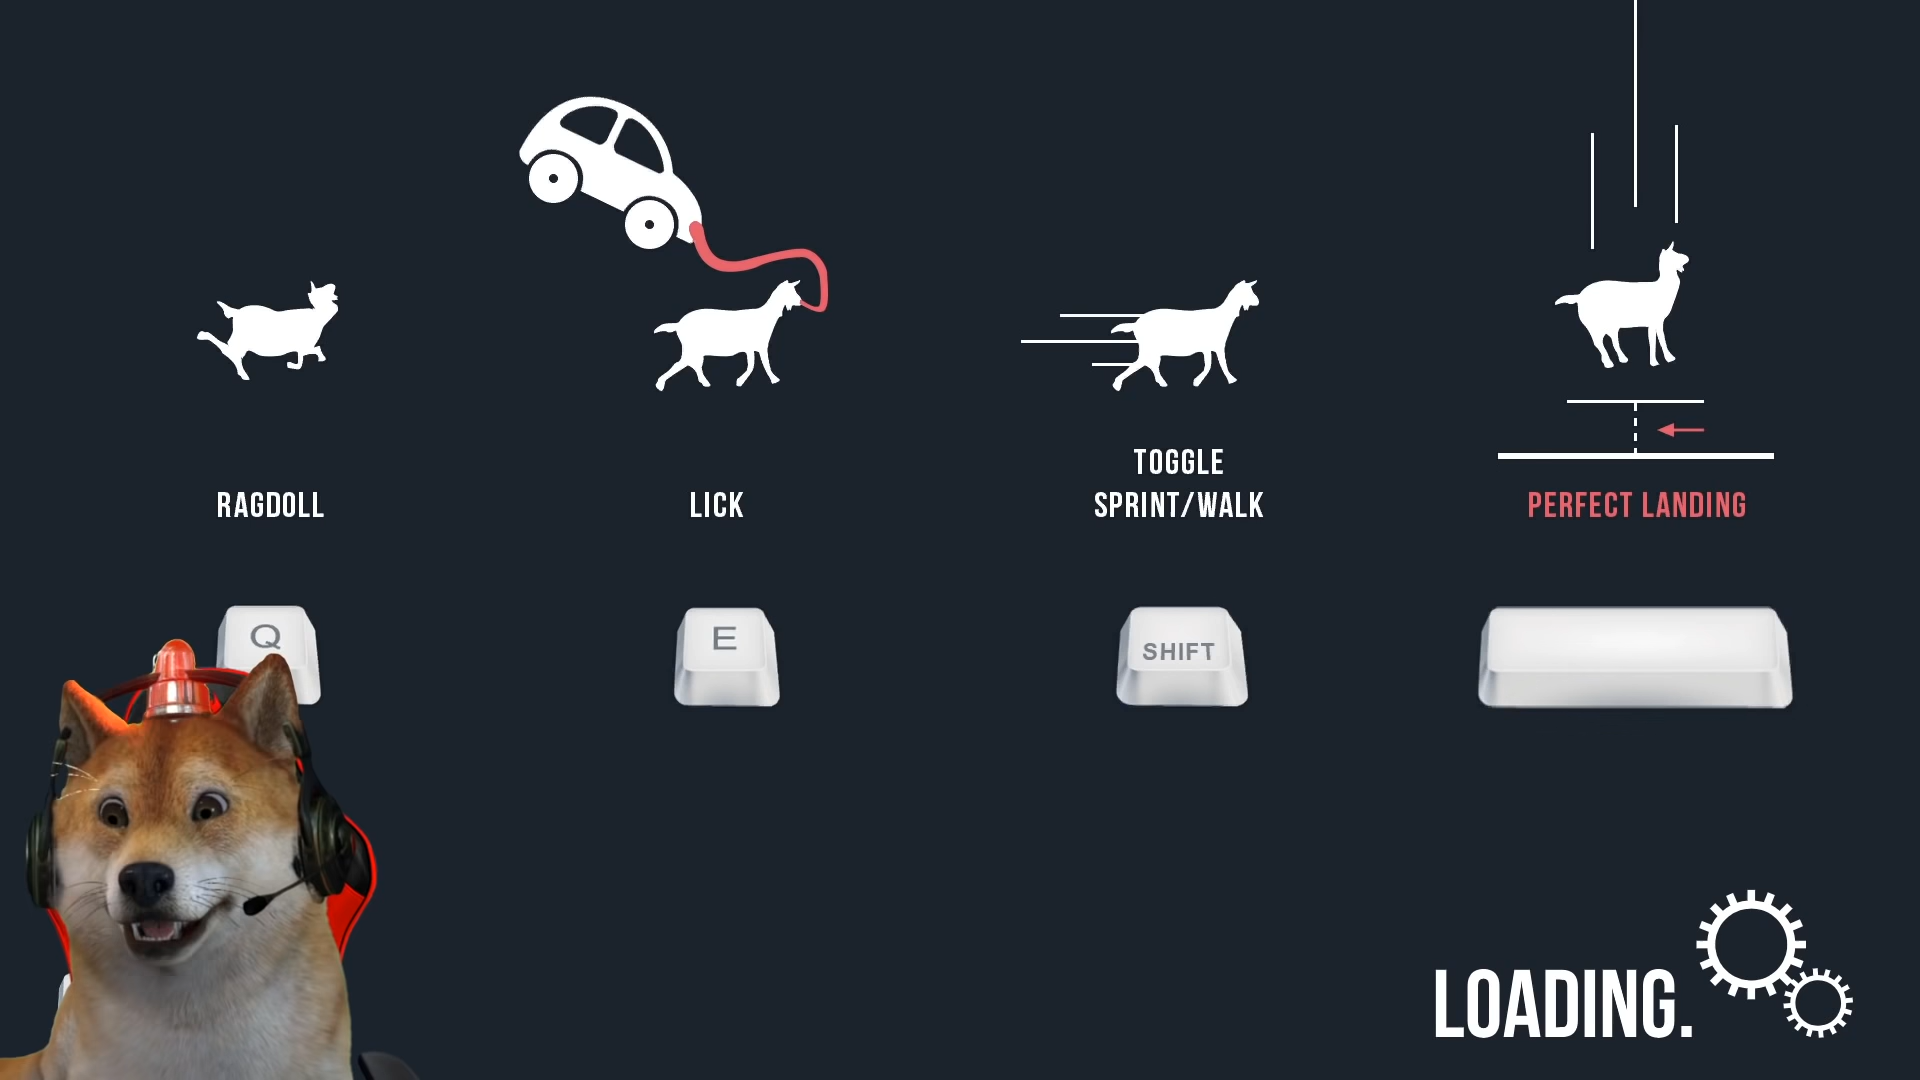 RAGDOLL
LICK
TOGGLE
SPRINT/WALK
PERFECT LANDING
Q
E
SHIFT
LOADING.